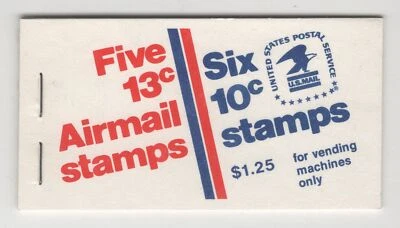 Five
13c
Airmail
stamps
Six
10c
stamps
$1.25
for vending
machines
only
UNITED STATES POSTAL SERVICE
U.S.MAIL